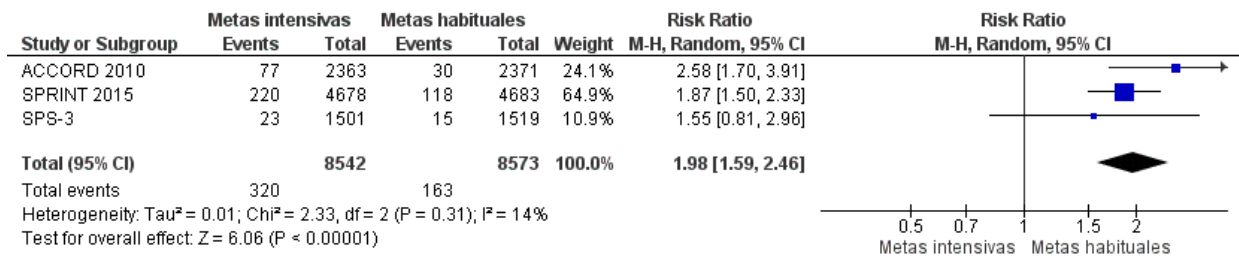 Metas intensivas Metas habituales Risk Ratio Risk Ratio
Study or Subgroup Events Total Events Total Weight M-H, Random, 95% CI M-H, Random, 95% CI
ACCORD 2010 77 2363 30 2371 24.1% 2.58 [1.70, 3.91]
SPRINT 2015 220 4678 118 4683 64.9% 1.87 [1.50, 2.33]
SPS-3 23 1501 15 1519 10.9% 1.55 [0.81, 2.96]
Total (95% CI) 8542 8573 100.0% 1.98 [1.59, 2.46]
Total events 320 163
Heterogeneity: Tau² = 0.01; Chi² = 2.33, df = 2 (P = 0.31); I² = 14%
Test for overall effect: Z = 6.06 (P < 0.00001)
0.5 0.7 1 1.5 2
Metas intensivas Metas habituales